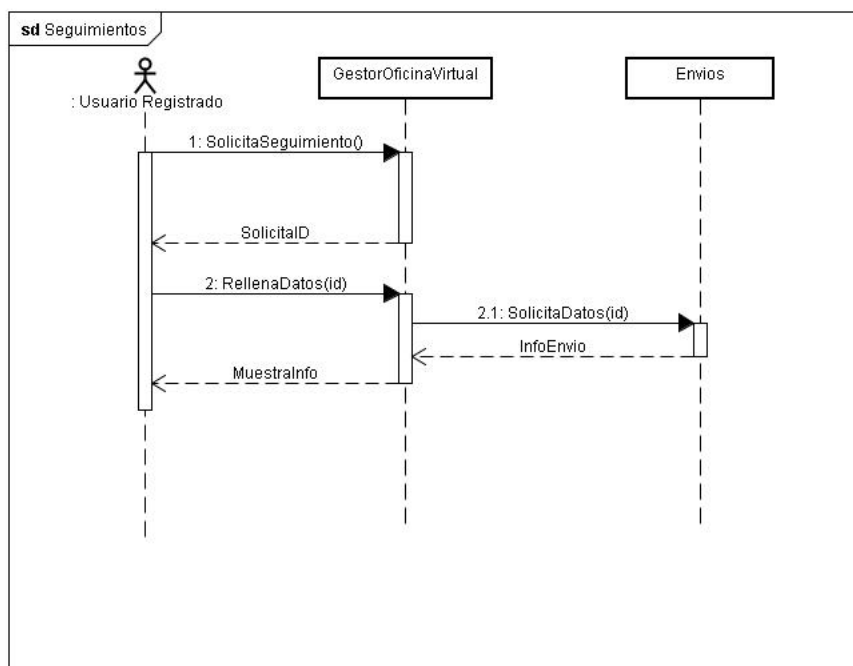 sd Seguimientos
: Usuario Registrado
GestorOficinaVirtual
Envios
1: SolicitaSeguimiento()
SolicitaID
2: RellenaDatos(id)
2.1: SolicitaDatos(id)
InfoEnvio
MuestraInfo